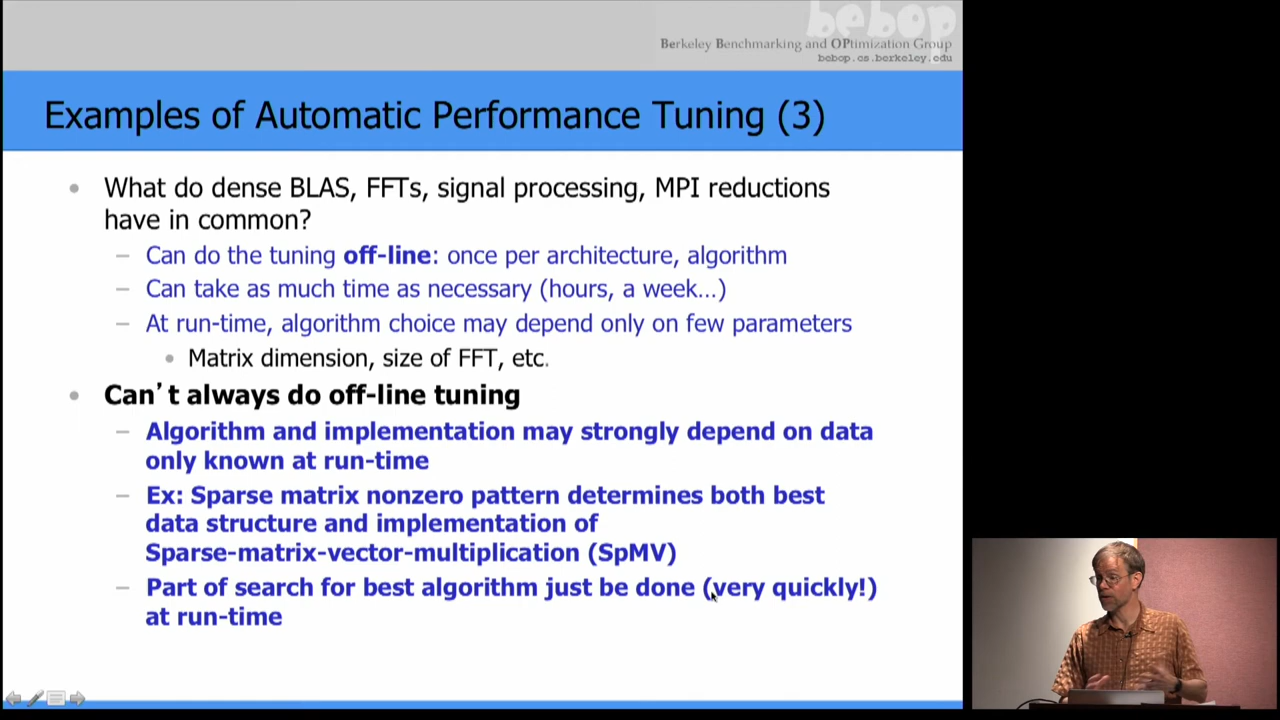 bebop
Berkeley Benchmarking and OPtimization Group
bebop.cs.berkeley.edu
Examples of Automatic Performance Tuning (3)
• What do dense BLAS, FFTs, signal processing, MPI reductions
have in common?
– Can do the tuning off-line: once per architecture, algorithm
– Can take as much time as necessary (hours, a week…)
– At run-time, algorithm choice may depend only on few parameters
• Matrix dimension, size of FFT, etc.
• Can't always do off-line tuning
– Algorithm and implementation may strongly depend on data
only known at run-time
– Ex: Sparse matrix nonzero pattern determines both best
data structure and implementation of
Sparse-matrix-vector-multiplication (SpMV)
– Part of search for best algorithm just be done (very quickly!)
at run-time